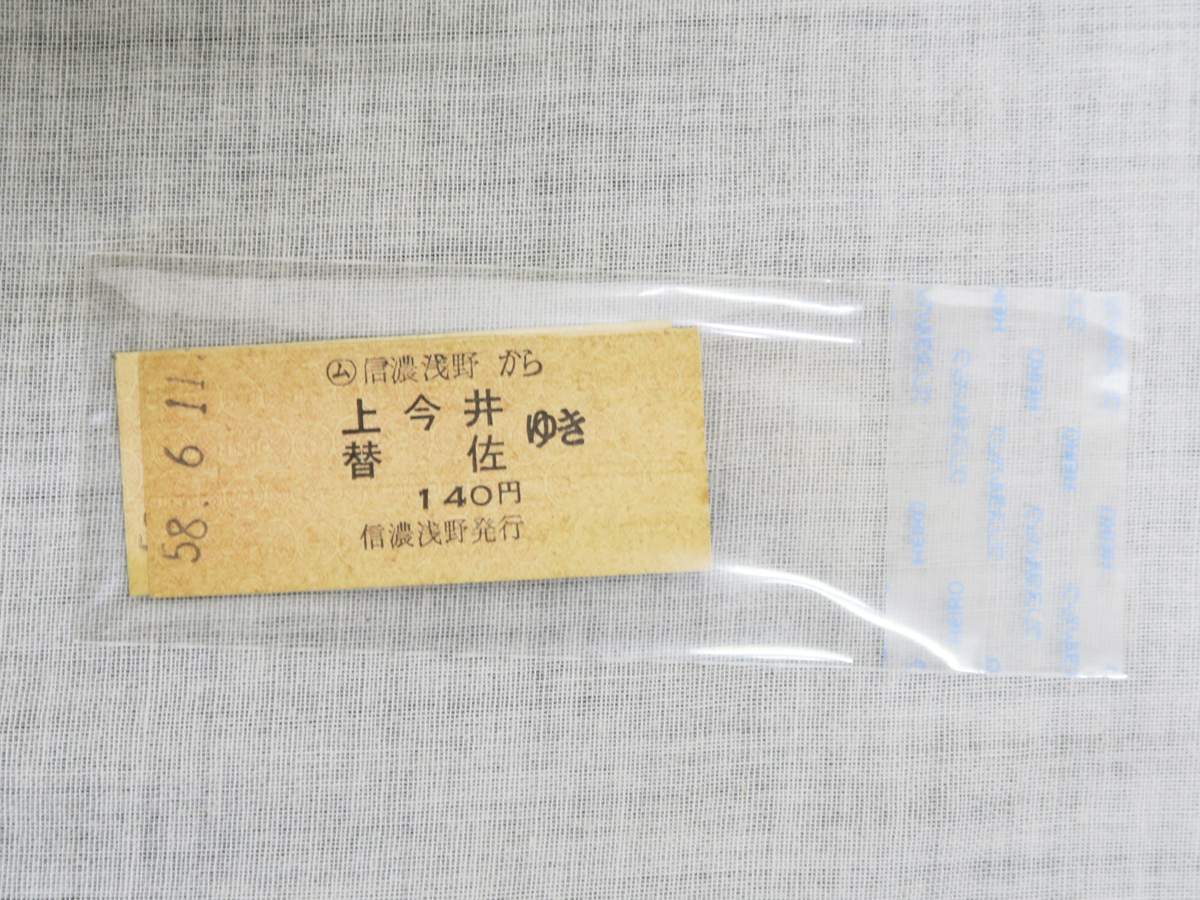 58. 6. 11.
㋰信濃浅野 から
上今井
替佐
ゆき
140円
信濃浅野発行